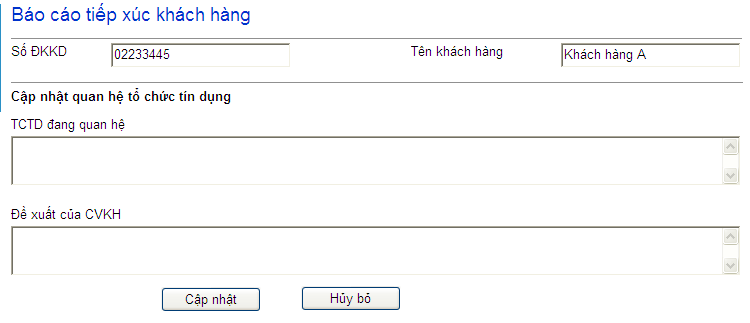 Báo cáo tiếp xúc khách hàng
Số ĐKKD 02233445 Tên khách hàng Khách hàng A
Cập nhật quan hệ tổ chức tín dụng
TCTD đang quan hệ
Đề xuất của CVKH
Cập nhật Hủy bỏ